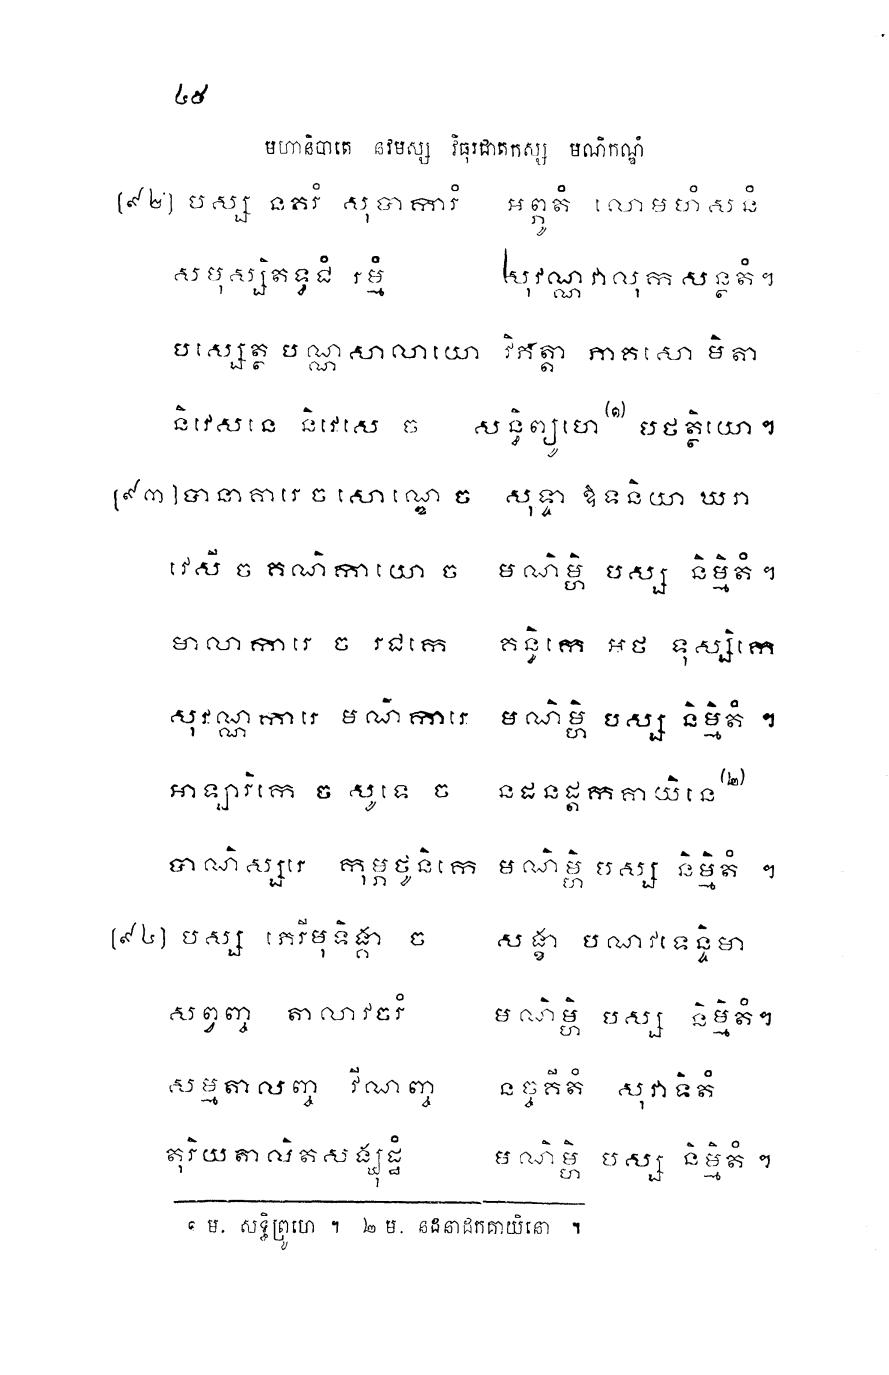 ៤៩
មហានិបាតេ នវមស្ស វិធុរជាតកស្ស មណិកណ្ឌំ
[៩២] បស្ស នគរំ សុបាការំ អព្ភូតំ លោមហំសនំ
សមុស្សិតទ្ធជំ រម្មំ សុវណ្ណវាលុកសន្ថតំ។
បស្សេត្ថ បណ្ណសាលាយោ វិភត្តា ភាគសោ មិតា
និវេសនេ និវេសេ ច សន្ធិព្យូហេ(១) បថត្ថិយោ។
[៩៣] បានាគារេ ច សោណ្ឌេ ច សុទ្ទា ឱទនិយា ឃរា
វេសី ច គណិកាយោ ច មណិម្ហិ បស្ស និម្មិតំ។
មាលាការេ ច រជកេ គន្ធិកេ អថ ទុស្សិកេ
សុវណ្ណការេ មណិការេ មណិម្ហិ បស្ស និម្មិតំ ។
អាឡារិកេ ច សូទេ ច នដនដ្តកគាយិនេ(២)
បាណិស្សរេ កុម្ភថូនិកេ មណិម្ហិ បស្ស និម្មិតំ ។
[៩៤] បស្ស ភេរីមុទិង្គា ច សង្ខា បណវទេន្ទិមា
សព្វញ្ច តាលាវចរំ មណិម្ហិ បស្ស និម្មិតំ។
សម្មតាលញ្ច វីណញ្ច នច្ចគីតំ សុវាទិតំ
តុរិយតាលិតសង្ឃុដ្ឋំ មណិម្ហិ បស្ស និម្មិតំ ។
១ ម. សទ្ធិព្រូហេ ។ ២ ម. នដនាដកគាយិនោ ។